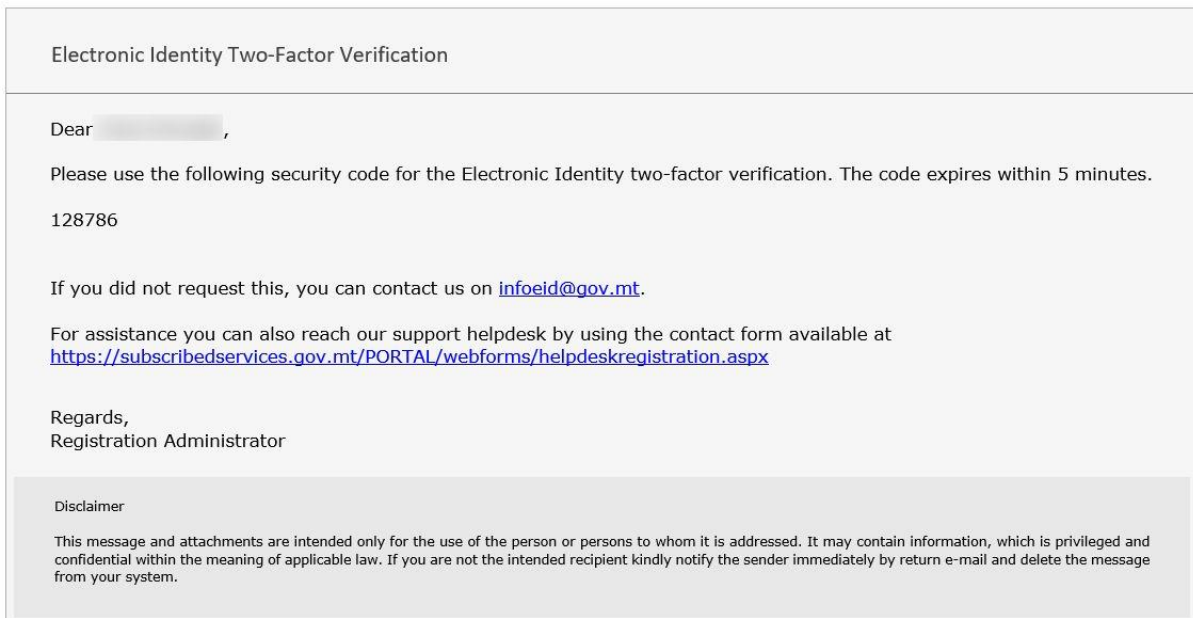 Electronic Identity Two-Factor Verification
Dear ,
Please use the following security code for the Electronic Identity two-factor verification. The code expires within 5 minutes.
128786
If you did not request this, you can contact us on infoeid@gov.mt.
For assistance you can also reach our support helpdesk by using the contact form available at
https://subscribedservices.gov.mt/PORTAL/webforms/helpdeskregistration.aspx
Regards,
Registration Administrator
Disclaimer
This message and attachments are intended only for the use of the person or persons to whom it is addressed. It may contain information, which is privileged and
confidential within the meaning of applicable law. If you are not the intended recipient kindly notify the sender immediately by return e-mail and delete the message
from your system.